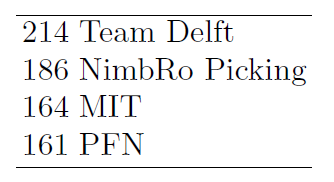 214 Team Delft
186 NimbRo Picking
164 MIT
161 PFN